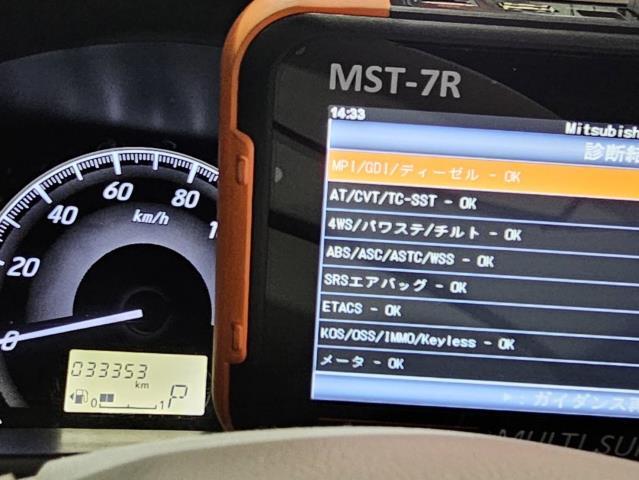 MST-7R
14:33
Mitsubish
診断結
MPI/GDI/ディーゼル - OK
AT/CVT/TC-SST - OK
4WS/パワステ/チルト - OK
ABS/ASC/ASTC/WSS - OK
SRSエアバッグ - OK
ETACS - OK
KOS/OSS/IMMO/Keyless - OK
メータ - OK
ガイダンス
MULTI SU
0
20
40
60
80
1
km/h
033353
km
0 1
P